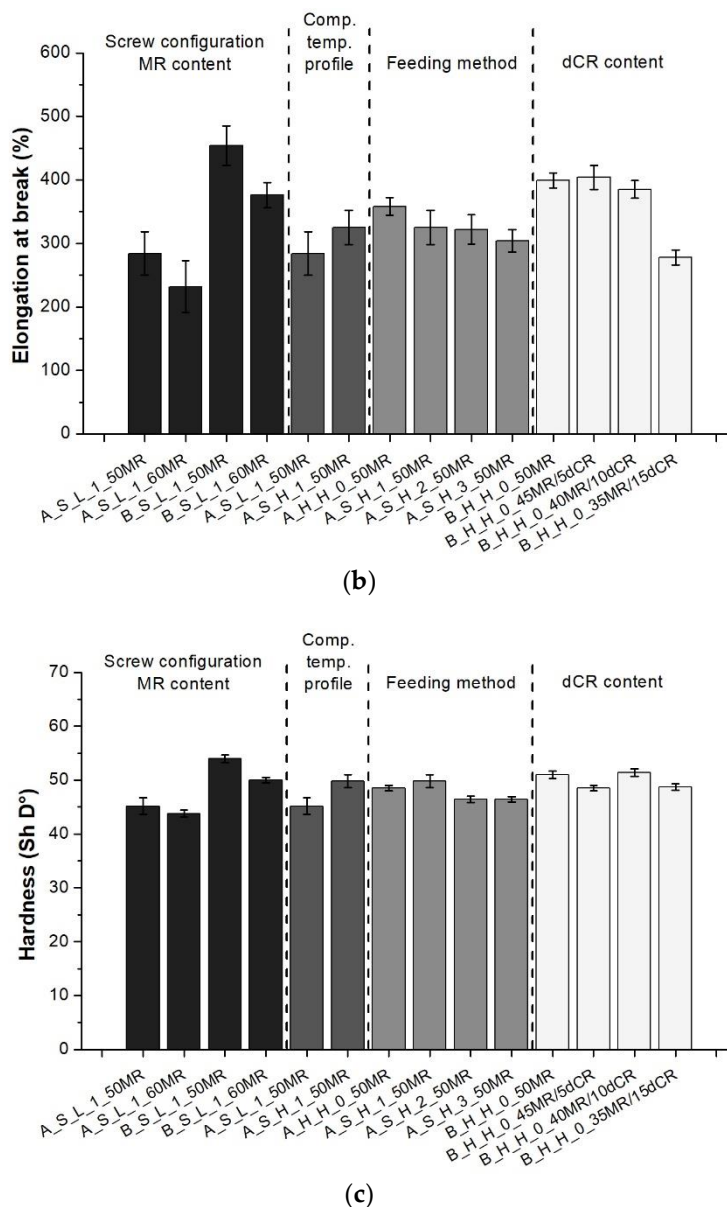 Screw configuration
MR content
Comp.
temp.
profile
Feeding method
dCR content
Elongation at break (%)
600
500
400
300
200
100
0
A_S_L_1_50MR
A_S_L_1_60MR
B_S_L_1_50MR
B_S_L_1_60MR
A_S_L_1_50MR
A_S_H_1_50MR
A_H_H_0_50MR
A_S_H_1_50MR
A_S_H_2_50MR
A_S_H_3_50MR
B_H_H_0_50MR
B_H_H_0_45MR/5dCR
B_H_H_0_40MR/10dCR
B_H_H_0_35MR/15dCR
(b)
Screw configuration
MR content
Comp.
temp.
profile
Feeding method
dCR content
Hardness (Sh D°)
70
60
50
40
30
20
10
0
A_S_L_1_50MR
A_S_L_1_60MR
B_S_L_1_50MR
B_S_L_1_60MR
A_S_L_1_50MR
A_S_H_1_50MR
A_H_H_0_50MR
A_S_H_1_50MR
A_S_H_2_50MR
A_S_H_3_50MR
B_H_H_0_50MR
B_H_H_0_45MR/5dCR
B_H_H_0_40MR/10dCR
B_H_H_0_35MR/15dCR
(c)